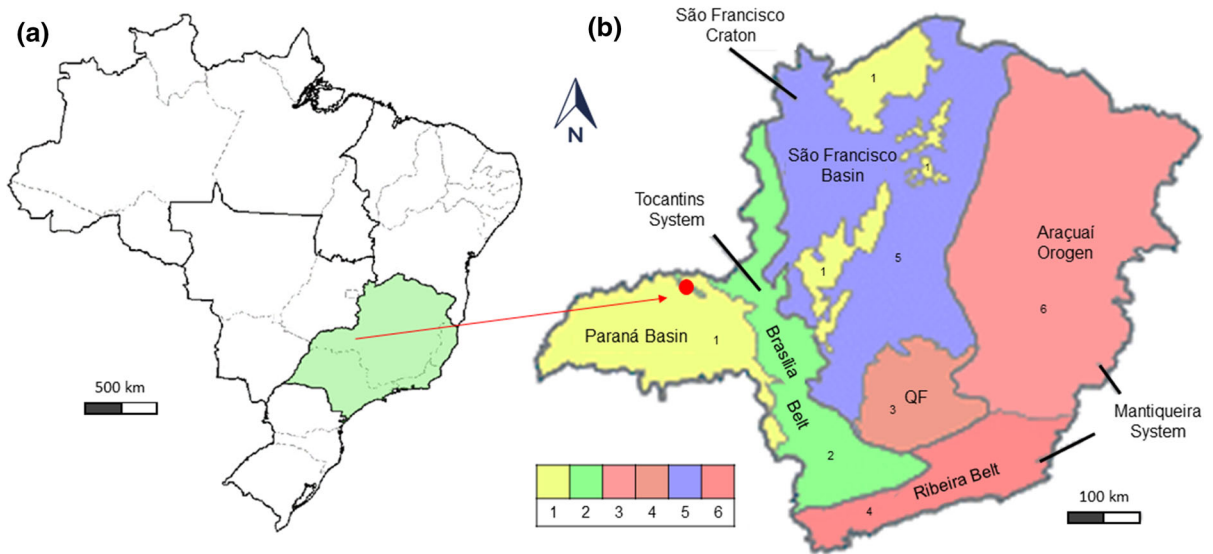 (a)
500 km
(b)
N
São Francisco
Craton
1
São Francisco
Basin
1
Tocantins
System
1
5
Araçuaí
Orogen
6
Paraná Basin
1
Brasília
Belt
2
QF
3
Mantiqueira
System
Ribeira Belt
4
1 2 3 4 5 6
100 km